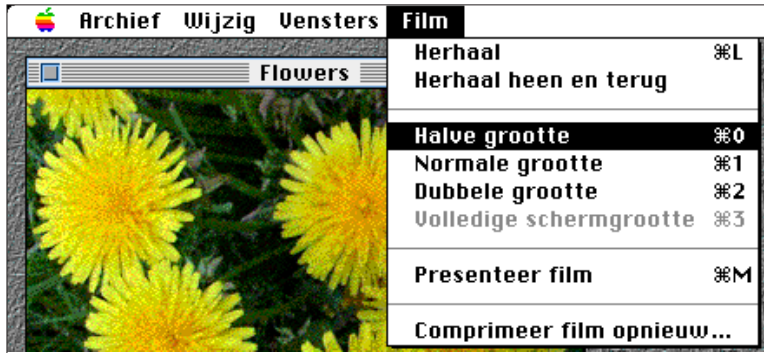 Archief Wijzig Vensters Film
Flowers
Herhaal ⌘L
Herhaal heen en terug
Halve grootte ⌘0
Normale grootte ⌘1
Dubbele grootte ⌘2
Volledige schermgrootte ⌘3
Presenteer film ⌘M
Comprimeer film opnieuw...